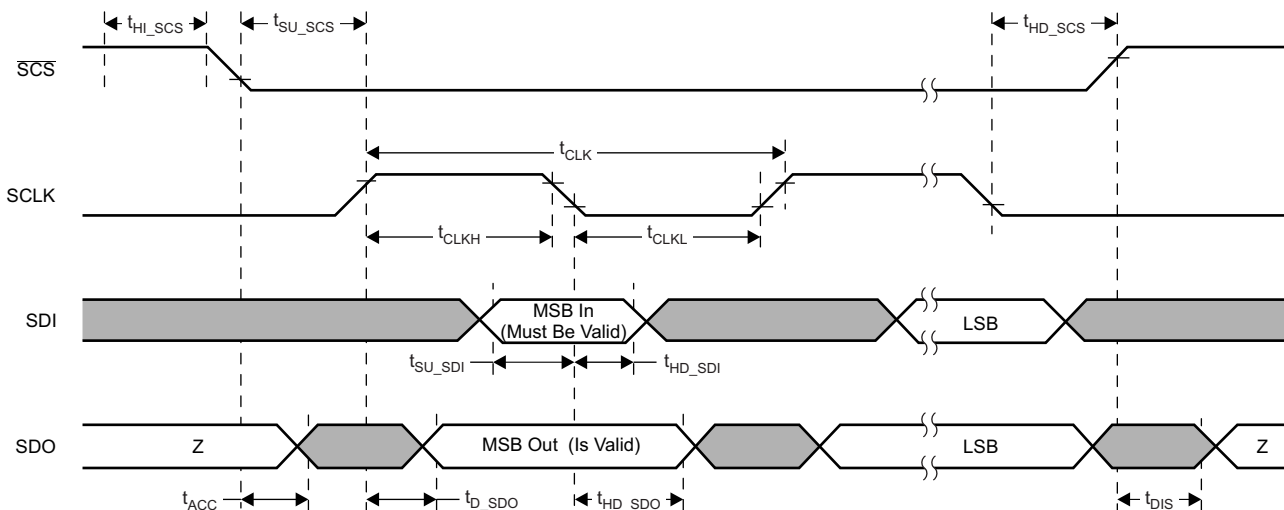 tHI_SCS tSU_SCS tHD_SCS
SCS
tCLK
SCLK
tCLKH tCLKL
SDI MSB In LSB
(Must Be Valid)
tSU_SDI tHD_SDI
SDO Z MSB Out (Is Valid) LSB Z
tACC tD_SDO tHD_SDO tDIS